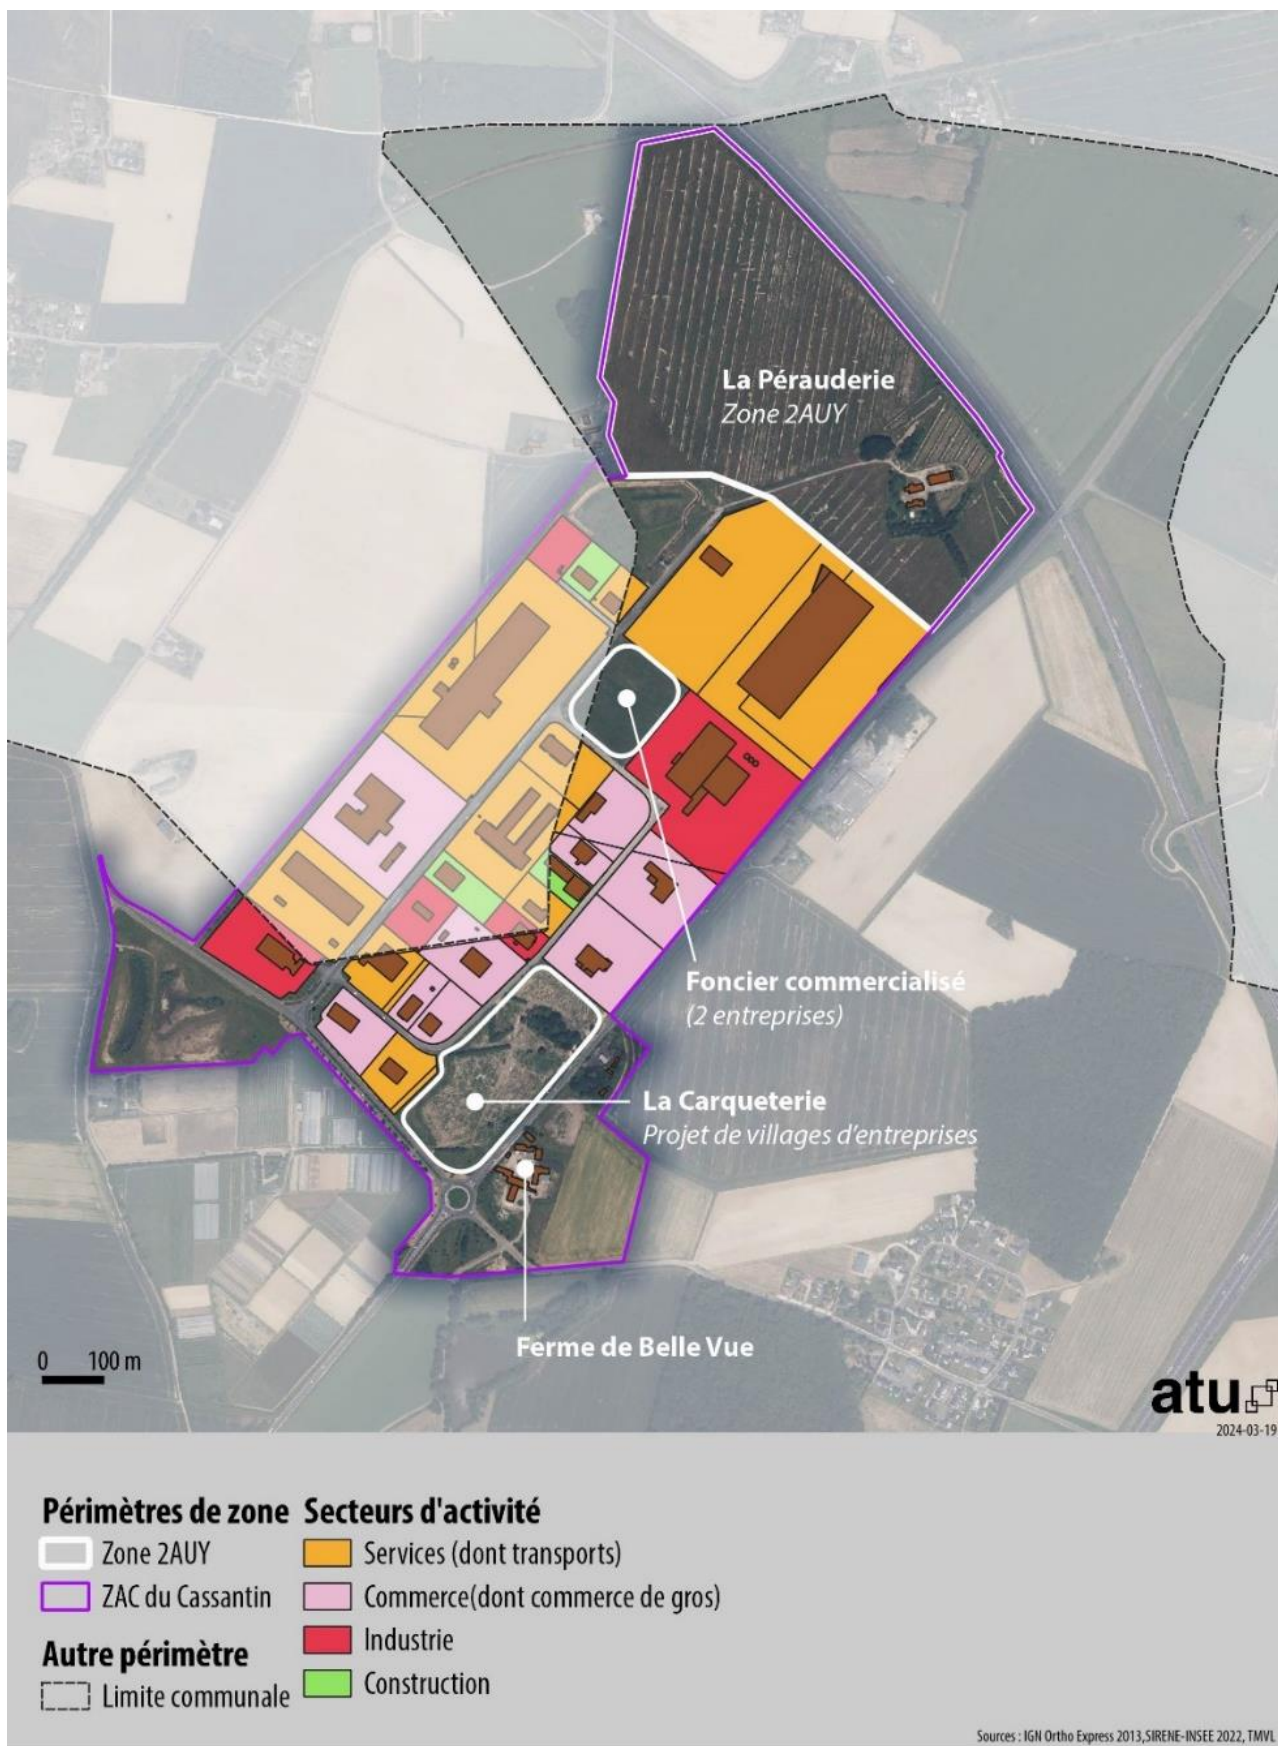 La Pérauderie
Zone 2AUY
Foncier commercialisé
(2 entreprises)
La Carqueterie
Projet de villages d'entreprises
Ferme de Belle Vue
0 100 m
atu
2024-03-19
Périmètres de zone
Zone 2AUY
ZAC du Cassantin
Autre périmètre
Limite communale
Secteurs d'activité
Services (dont transports)
Commerce(dont commerce de gros)
Industrie
Construction
Sources : IGN Ortho Express 2013,SIRENE-INSEE 2022, TMVL